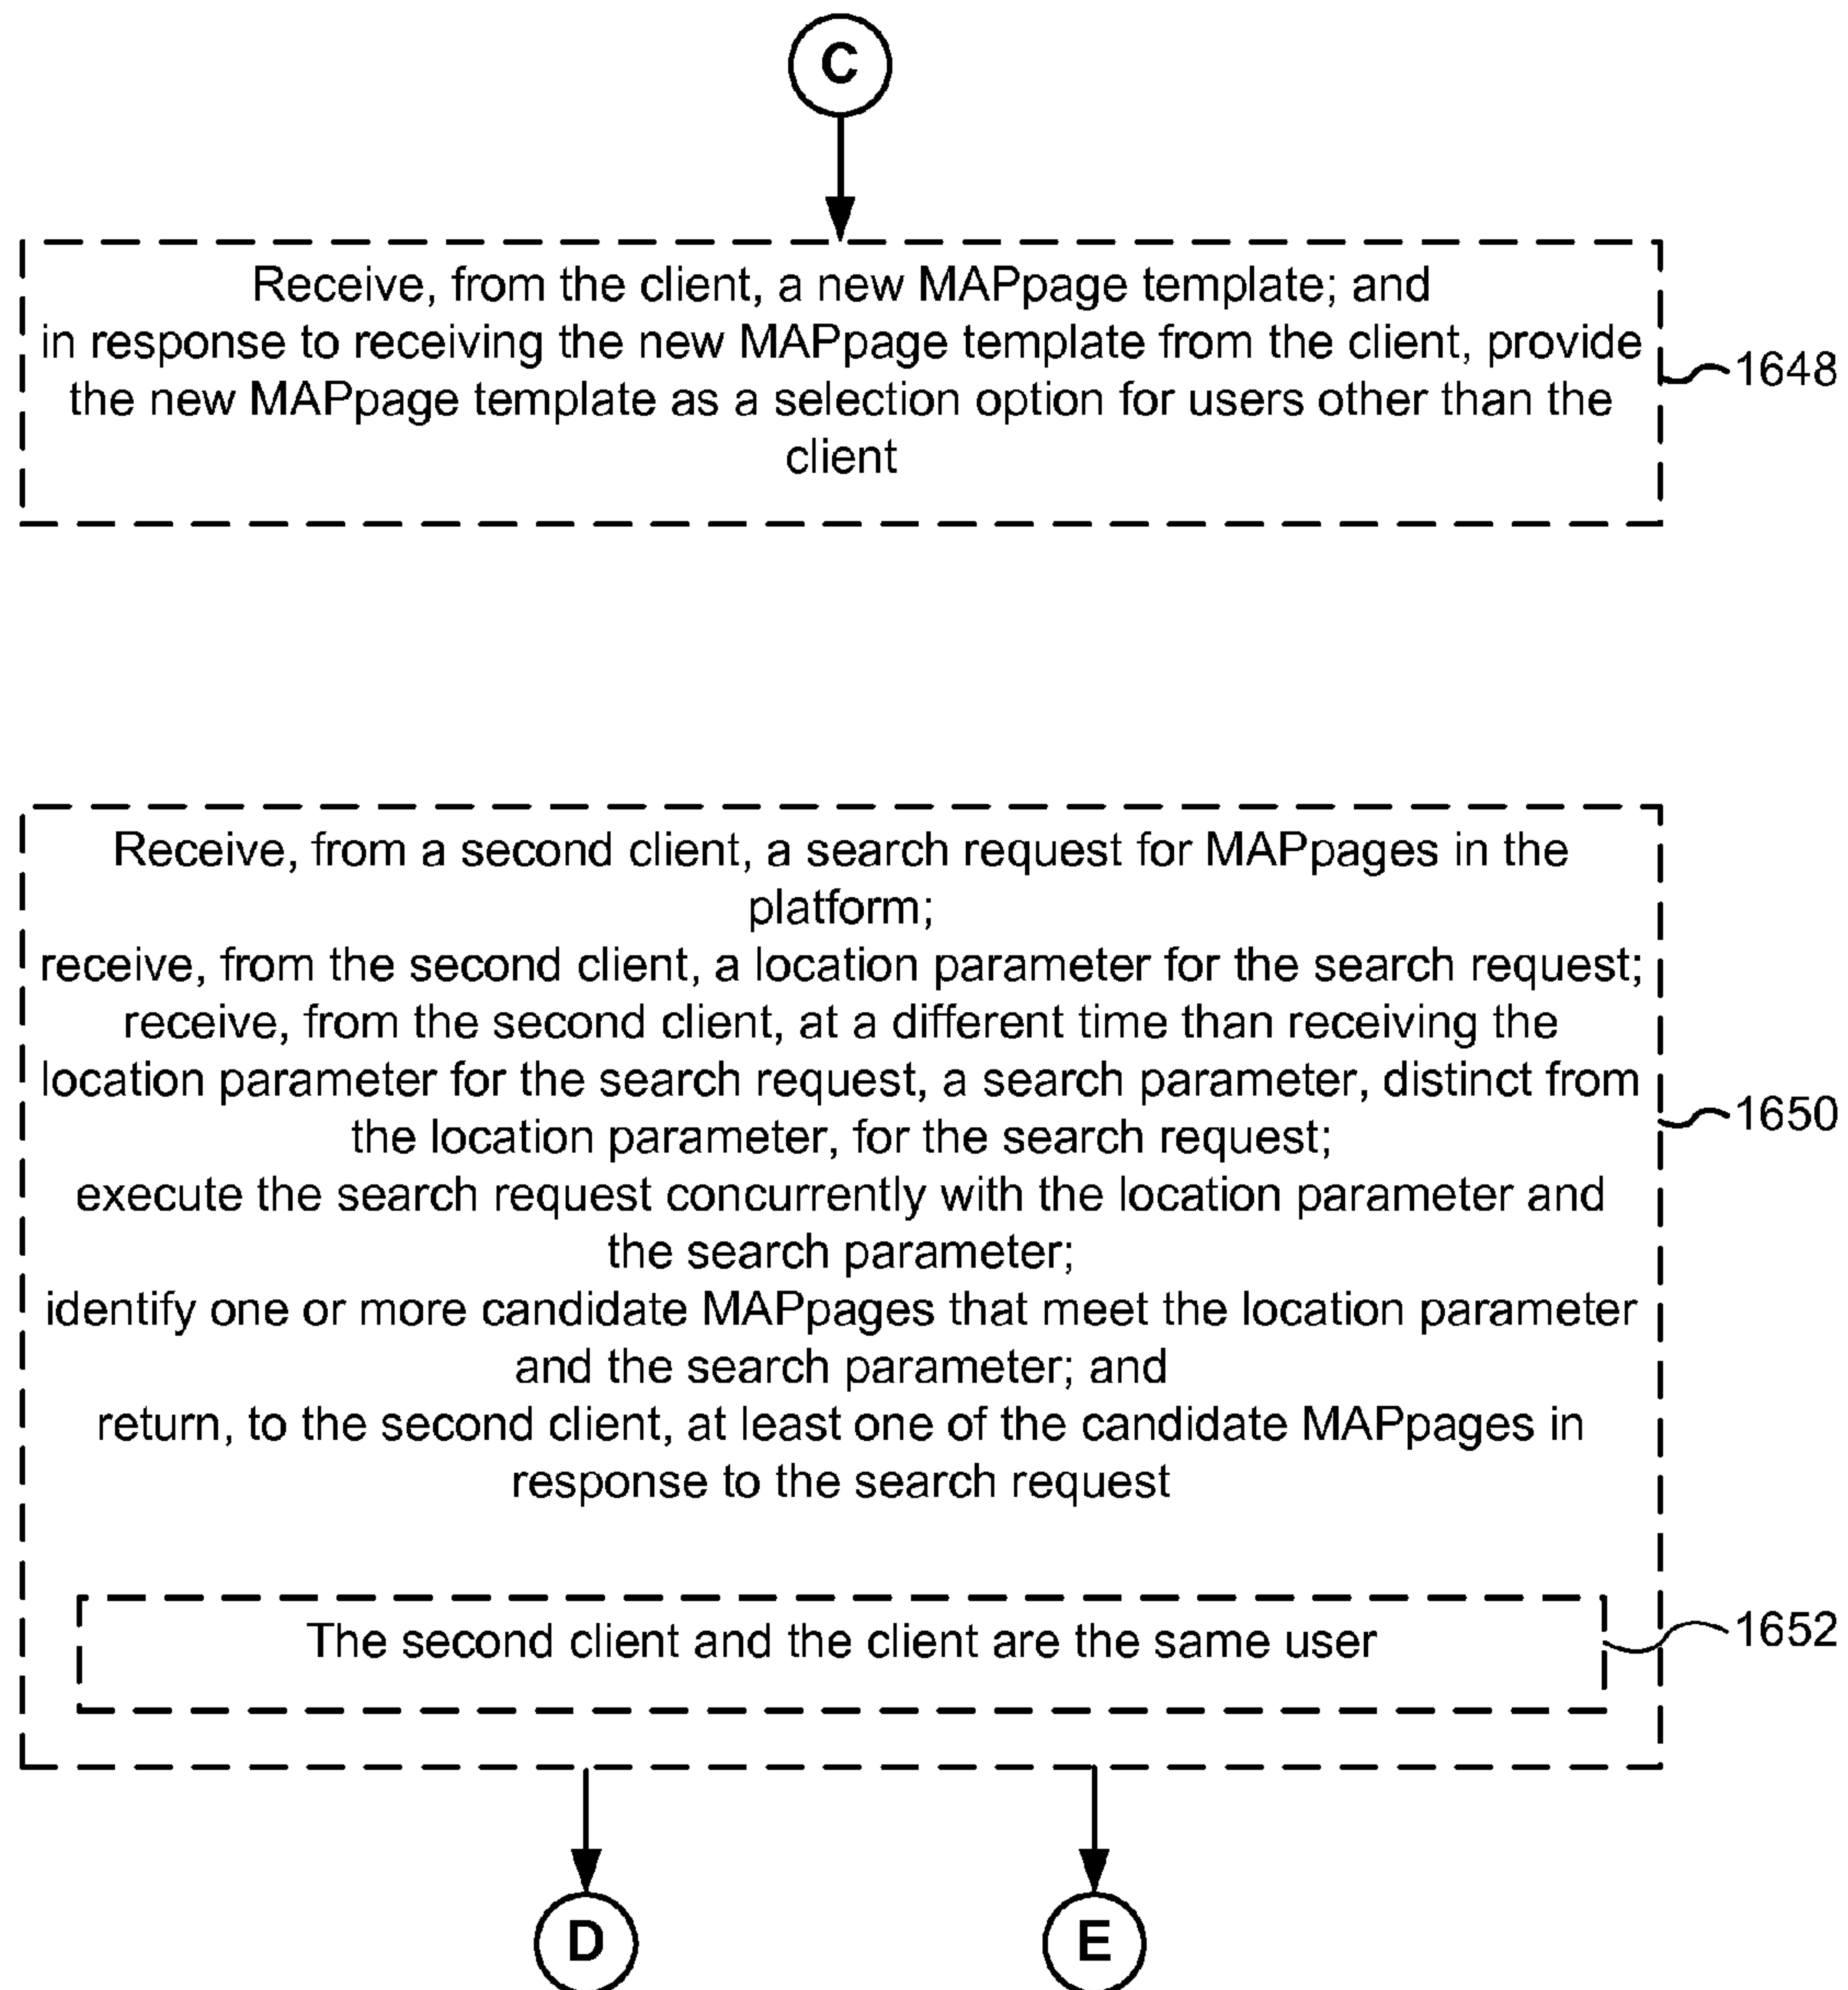 C
Receive, from the client, a new MAPpage template; and
in response to receiving the new MAPpage template from the client, provide
the new MAPpage template as a selection option for users other than the
client
1648
Receive, from a second client, a search request for MAPpages in the
platform;
receive, from the second client, a location parameter for the search request;
receive, from the second client, at a different time than receiving the
location parameter for the search request, a search parameter, distinct from
the location parameter, for the search request;
execute the search request concurrently with the location parameter and
the search parameter;
identify one or more candidate MAPpages that meet the location parameter
and the search parameter; and
return, to the second client, at least one of the candidate MAPpages in
response to the search request
1650
The second client and the client are the same user
1652
D
E